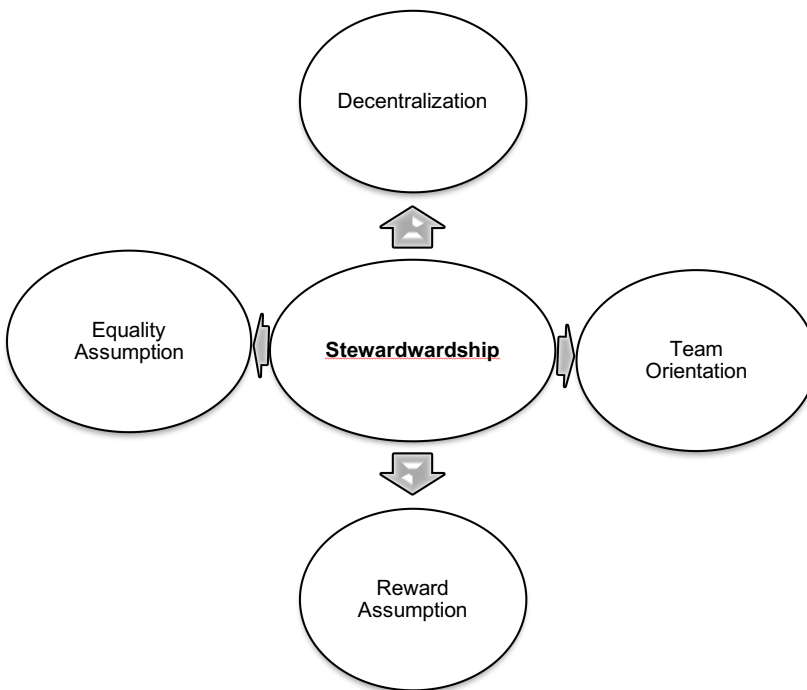 Decentralization
Equality
Assumption
Stewardwardship
Team
Orientation
Reward
Assumption